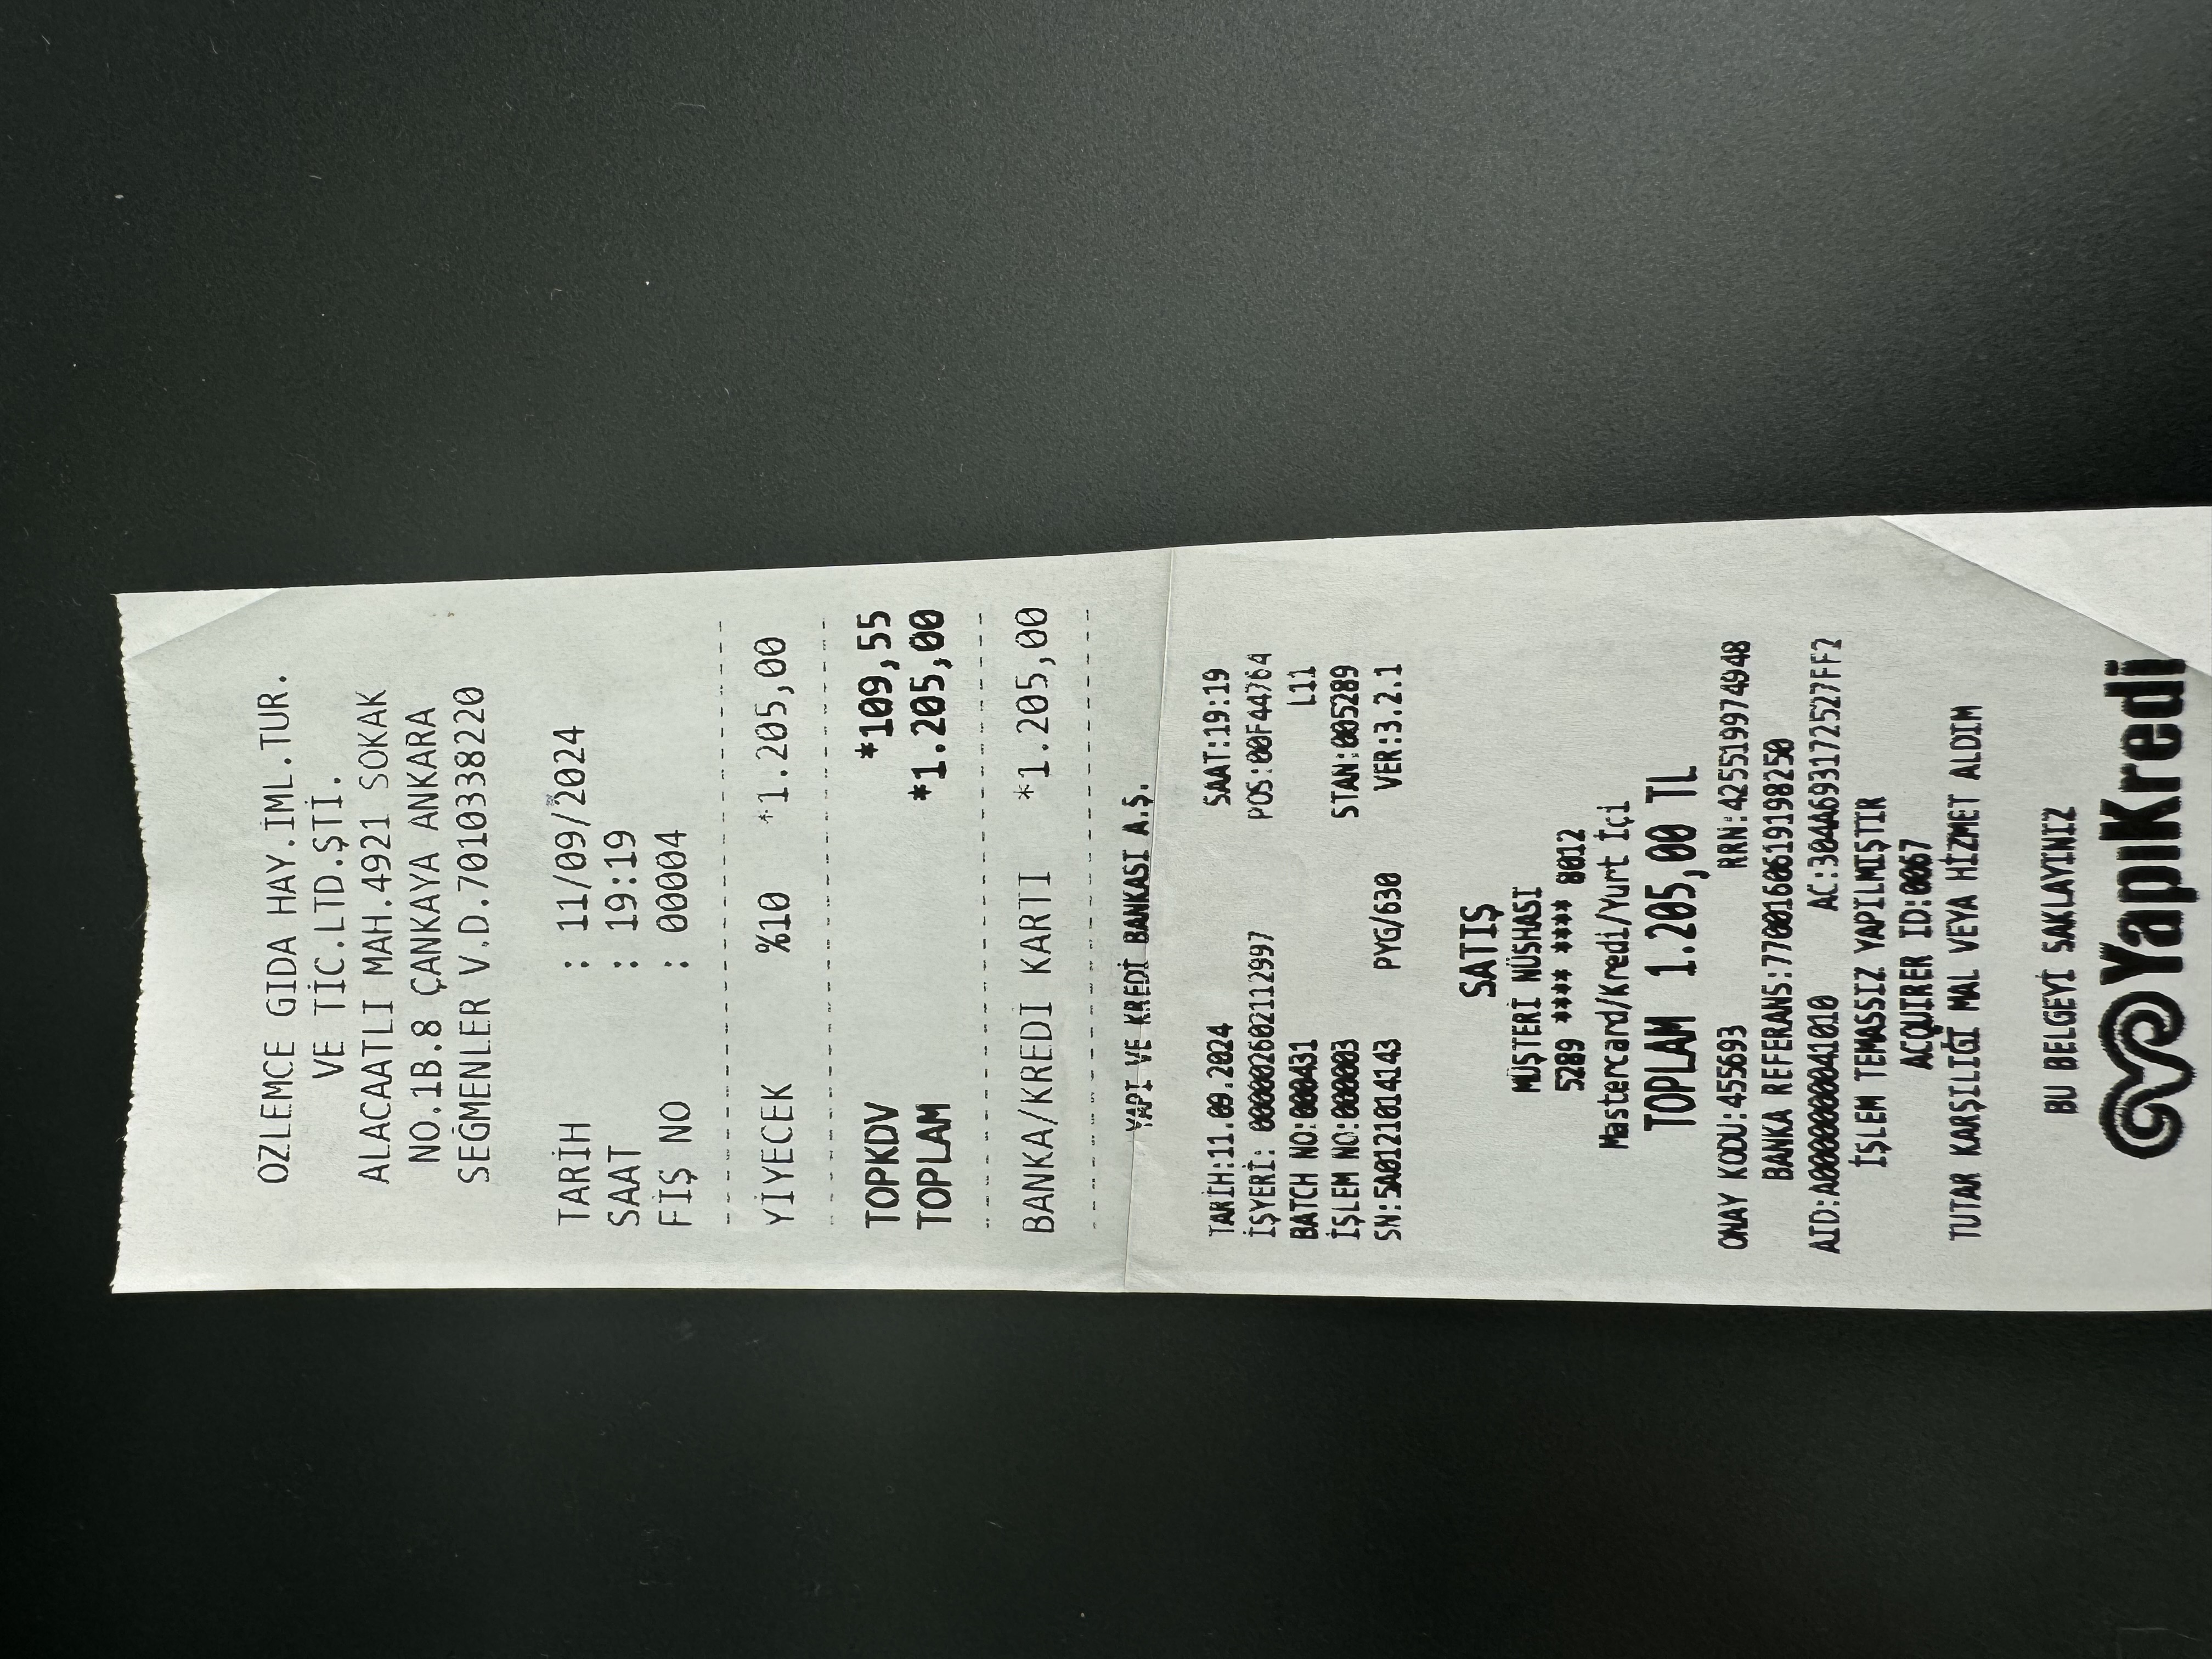 ÖZLEMCE GIDA HAY.İML.TUR.
VE TİC.LTD.ŞTİ.
ALACAATLI MAH.4921 SOKAK
NO.1B.8 ÇANKAYA ANKARA
SEĞMENLER V.D.7010338220
TARİH : 11/09/2024
SAAT : 19:19
FİŞ NO : 00004
YİYECEK %10 *1.205,00
TOPKDV *109,55
TOPLAM *1.205,00
BANKA/KREDI KARTI *1.205,00
YAPI VE KREDİ BANKASI A.Ş.
TARİH:11.09.2024 SAAT:19:19
İŞYERİ: 000002602112997 POS:00F44764
BATCH NO:000431 L11
İŞLEM NO:000003 STAN:005289
SN:5A0121014143 PYG/630 VER:3.2.1
SATIŞ
MÜŞTERİ NÜSHASI
5289 **** **** 8012
Mastercard/Kredi/Yurt İçi
TOPLAM 1.205,00 TL
ONAY KODU:455693 RRN:425519974948
BANKA REFERANS:7700160619198250
AID:A0000000041010 AC:304A693172527FF2
İŞLEM TEMASSIZ YAPILMIŞTIR
ACQUIRER ID:0067
TUTAR KARŞILIĞI MAL VEYA HİZMET ALDIM
BU BELGEYİ SAKLAYINIZ
YapıKredi